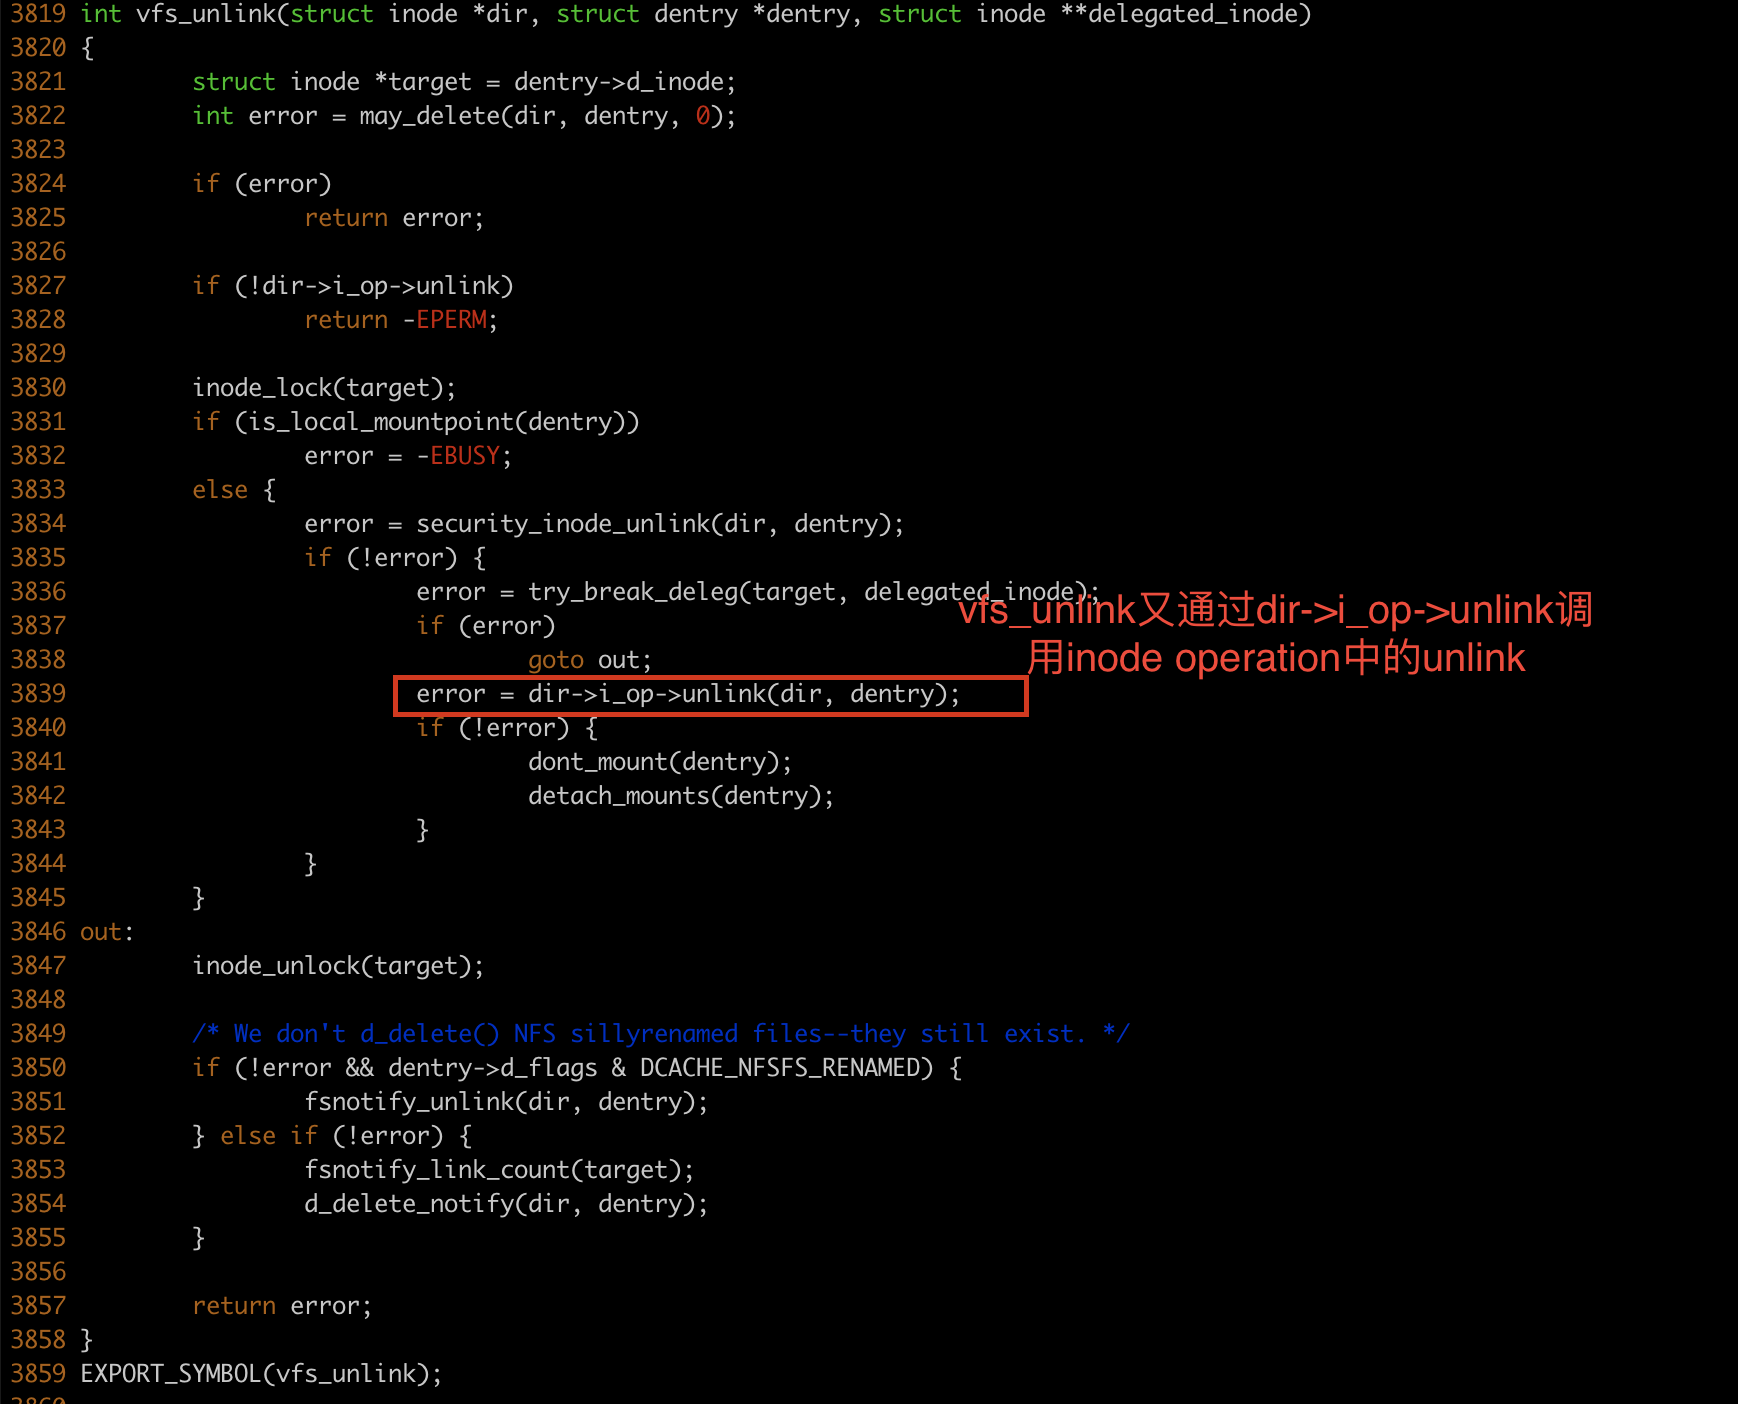 3819 int vfs_unlink(struct inode *dir, struct dentry *dentry, struct inode **delegated_inode)
3820 {
3821         struct inode *target = dentry->d_inode;
3822         int error = may_delete(dir, dentry, 0);
3823
3824         if (error)
3825                 return error;
3826
3827         if (!dir->i_op->unlink)
3828                 return -EPERM;
3829
3830         inode_lock(target);
3831         if (is_local_mountpoint(dentry))
3832                 error = -EBUSY;
3833         else {
3834                 error = security_inode_unlink(dir, dentry);
3835                 if (!error) {
3836                         error = try_break_deleg(target, delegated_inode);
vfs_unlink又通过dir->i_op->unlink调
3837                         if (error)
3838                                 goto out;
用inode operation中的unlink
3839                         error = dir->i_op->unlink(dir, dentry);
3840                         if (!error) {
3841                                 dont_mount(dentry);
3842                                 detach_mounts(dentry);
3843                         }
3844                 }
3845         }
3846 out:
3847         inode_unlock(target);
3848
3849         /* We don't d_delete() NFS sillyrenamed files--they still exist. */
3850         if (!error && dentry->d_flags & DCACHE_NFSFS_RENAMED) {
3851                 fsnotify_unlink(dir, dentry);
3852         } else if (!error) {
3853                 fsnotify_link_count(target);
3854                 d_delete_notify(dir, dentry);
3855         }
3856
3857         return error;
3858 }
3859 EXPORT_SYMBOL(vfs_unlink);